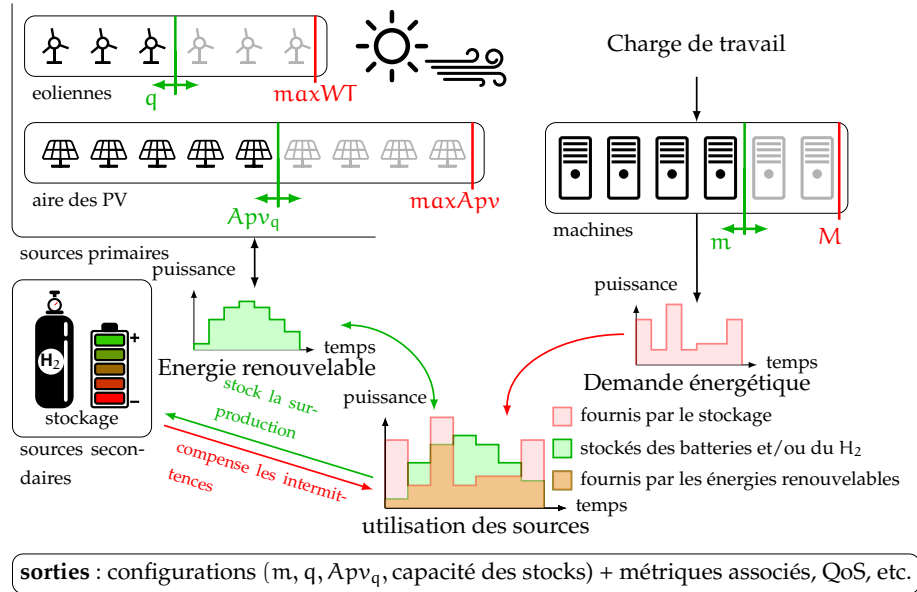 q
maxWT
eoliennes
Apvq
maxApv
aire des PV
sources primaires
Charge de travail
m
M
machines
puissance
temps
Energie renouvelable
puissance
temps
Demande énergétique
H2
+
−
stockage
sources secon-
daires
stock la sur-
production
compense les intermit-
tences
puissance
temps
utilisation des sources
fournis par le stockage
stockés des batteries et/ou du H2
fournis par les énergies renouvelables
sorties : configurations (m, q, Apvq, capacité des stocks) + métriques associés, QoS, etc.